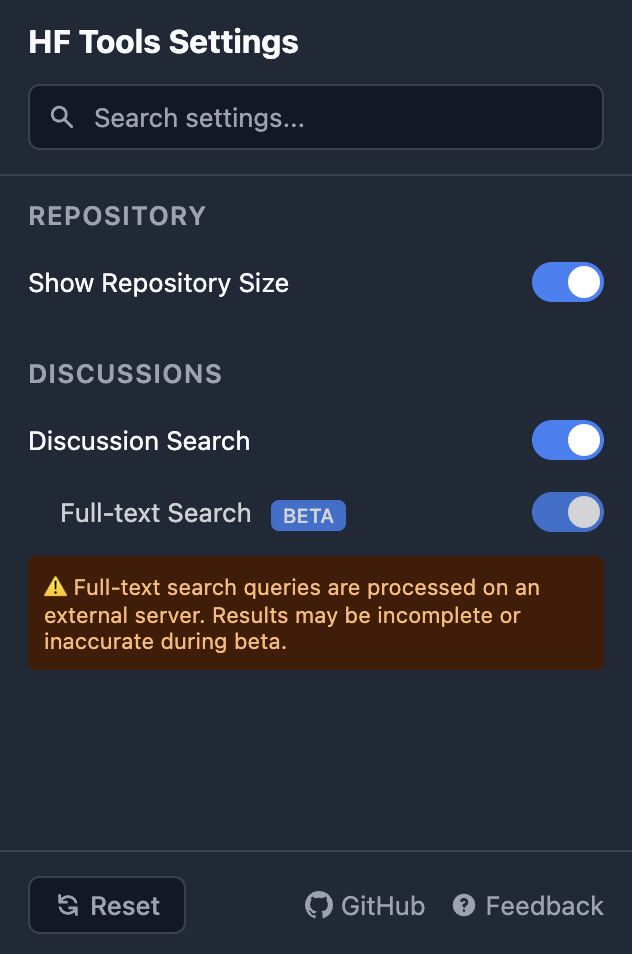 HF Tools Settings
Search settings...
REPOSITORY
Show Repository Size
DISCUSSIONS
Discussion Search
Full-text Search BETA
⚠️ Full-text search queries are processed on an
external server. Results may be incomplete or
inaccurate during beta.
Reset GitHub Feedback